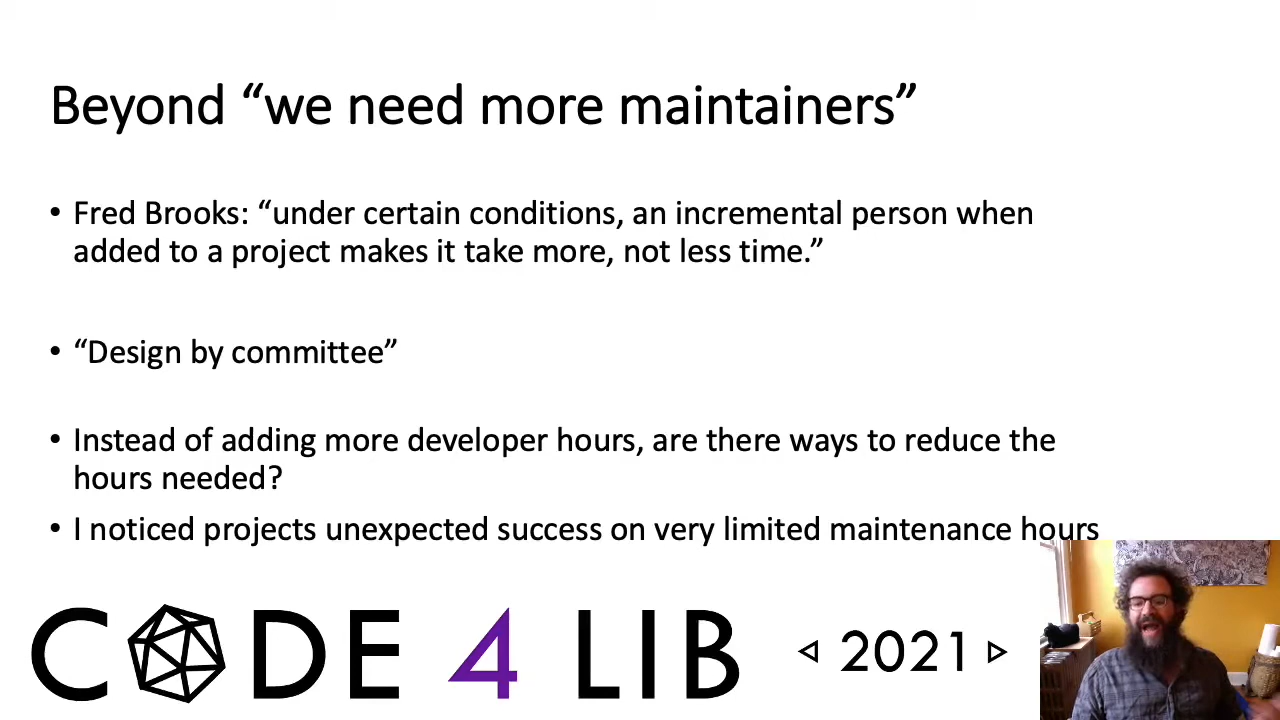 Beyond “we need more maintainers”
• Fred Brooks: “under certain conditions, an incremental person when
added to a project makes it take more, not less time.”
• “Design by committee”
• Instead of adding more developer hours, are there ways to reduce the
hours needed?
• I noticed projects unexpected success on very limited maintenance hours
CODE 4 LIB
2021